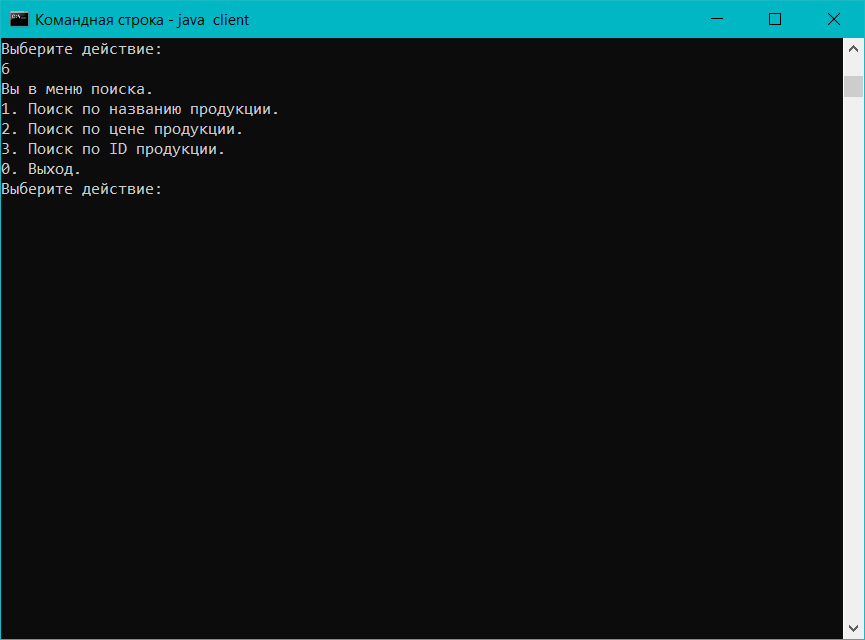 Командная строка - java  client
Выберите действие:
6
Вы в меню поиска.
1. Поиск по названию продукции.
2. Поиск по цене продукции.
3. Поиск по ID продукции.
0. Выход.
Выберите действие: